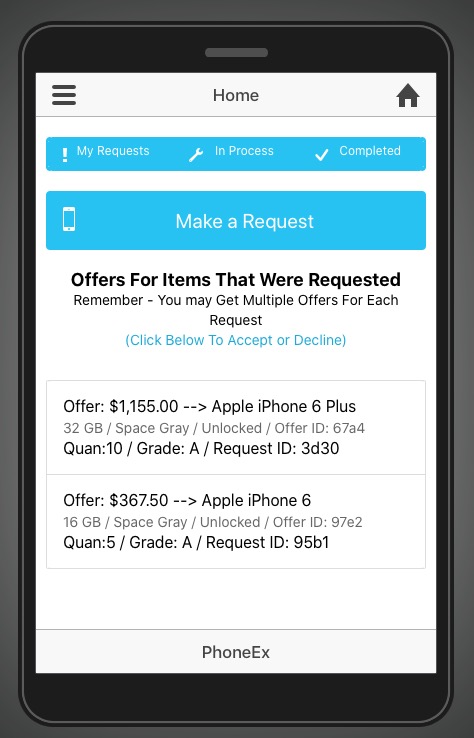 Home
My Requests
In Process
Completed
Make a Request
Offers For Items That Were Requested
Remember - You may Get Multiple Offers For Each
Request
(Click Below To Accept or Decline)
Offer: $1,155.00 --> Apple iPhone 6 Plus
32 GB / Space Gray / Unlocked / Offer ID: 67a4
Quan:10 / Grade: A / Request ID: 3d30
Offer: $367.50 --> Apple iPhone 6
16 GB / Space Gray / Unlocked / Offer ID: 97e2
Quan:5 / Grade: A / Request ID: 95b1
PhoneEx